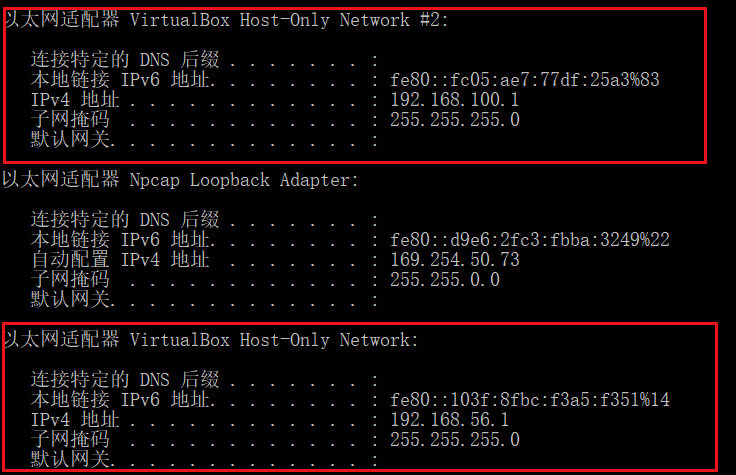 以太网适配器 VirtualBox Host-Only Network #2:
连接特定的 DNS 后缀 . . . . . . . :
本地链接 IPv6 地址. . . . . . . . : fe80::fc05:ae7:77df:25a3%83
IPv4 地址 . . . . . . . . . . . . : 192.168.100.1
子网掩码  . . . . . . . . . . . . : 255.255.255.0
默认网关. . . . . . . . . . . . . :
以太网适配器 Npcap Loopback Adapter:
连接特定的 DNS 后缀 . . . . . . . :
本地链接 IPv6 地址. . . . . . . . : fe80::d9e6:2fc3:fbba:3249%22
自动配置 IPv4 地址  . . . . . . . : 169.254.50.73
子网掩码  . . . . . . . . . . . . : 255.255.0.0
默认网关. . . . . . . . . . . . . :
以太网适配器 VirtualBox Host-Only Network:
连接特定的 DNS 后缀 . . . . . . . :
本地链接 IPv6 地址. . . . . . . . : fe80::103f:8fbc:f3a5:f351%14
IPv4 地址 . . . . . . . . . . . . : 192.168.56.1
子网掩码  . . . . . . . . . . . . : 255.255.255.0
默认网关. . . . . . . . . . . . . :